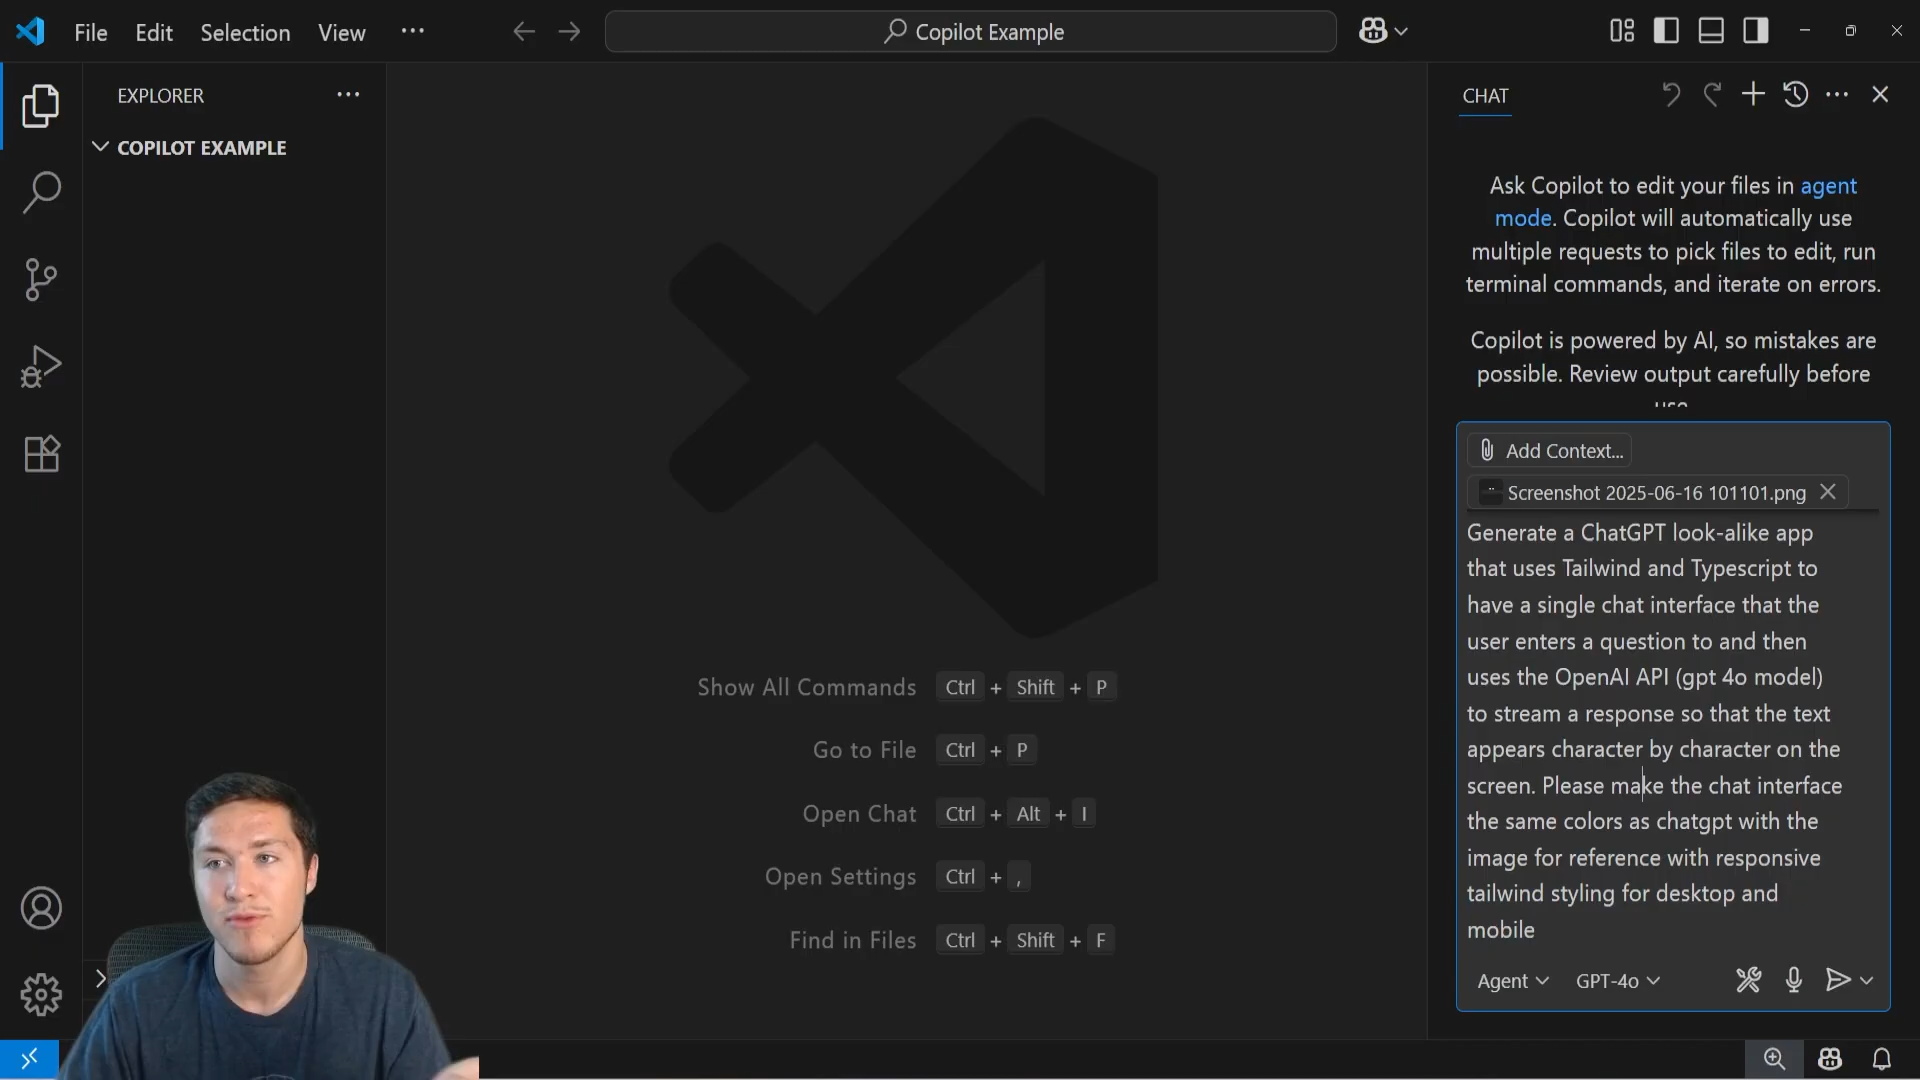 File Edit Selection View ···
Copilot Example
EXPLORER
COPILOT EXAMPLE
Show All Commands Ctrl + Shift + P
Go to File Ctrl + P
Open Chat Ctrl + Alt + I
Open Settings Ctrl + ,
Find in Files Ctrl + Shift + F
CHAT
Ask Copilot to edit your files in agent
mode. Copilot will automatically use
multiple requests to pick files to edit, run
terminal commands, and iterate on errors.
Copilot is powered by AI, so mistakes are
possible. Review output carefully before
Add Context...
Screenshot 2025-06-16 101101.png
Generate a ChatGPT look-alike app
that uses Tailwind and Typescript to
have a single chat interface that the
user enters a question to and then
uses the OpenAI API (gpt 4o model)
to stream a response so that the text
appears character by character on the
screen. Please make the chat interface
the same colors as chatgpt with the
image for reference with responsive
tailwind styling for desktop and
mobile
Agent GPT-4o